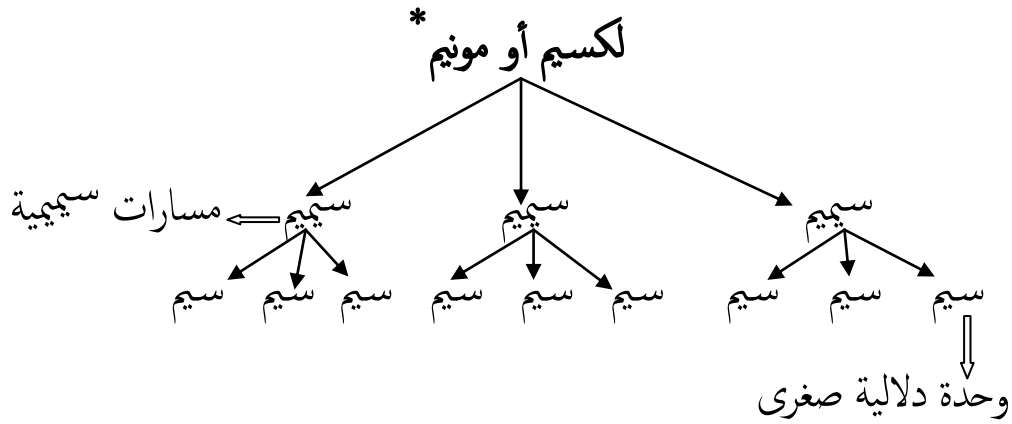 لكسيم أو مونيم*
سيميم سيميم سيميم مسارات سيميمية
سيم سيم سيم سيم سيم سيم سيم سيم سيم
وحدة دلالية صغرى